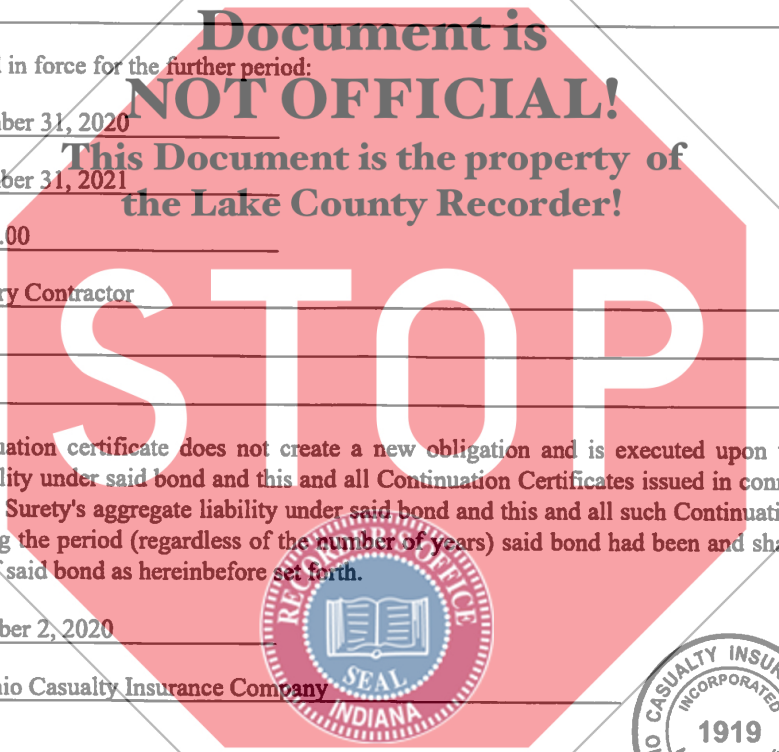 Document is
in force for the further period:
NOT OFFICIAL!
ber 31, 2020
This Document is the property of
ber 31, 2021
the Lake County Recorder!
.00
ry Contractor
STOP
uation certificate does not create a new obligation and is executed upon
lity under said bond and this and all Continuation Certificates issued in con
Surety's aggregate liability under said bond and this and all such Continuati
g the period (regardless of the number of years) said bond had been and sha
said bond as hereinbefore set forth.
RECORDER'S OFFICE
SEAL
INDIANA
ber 2, 2020
io Casualty Insurance Company
CASUALTY INSU
INCORPORATED
1919